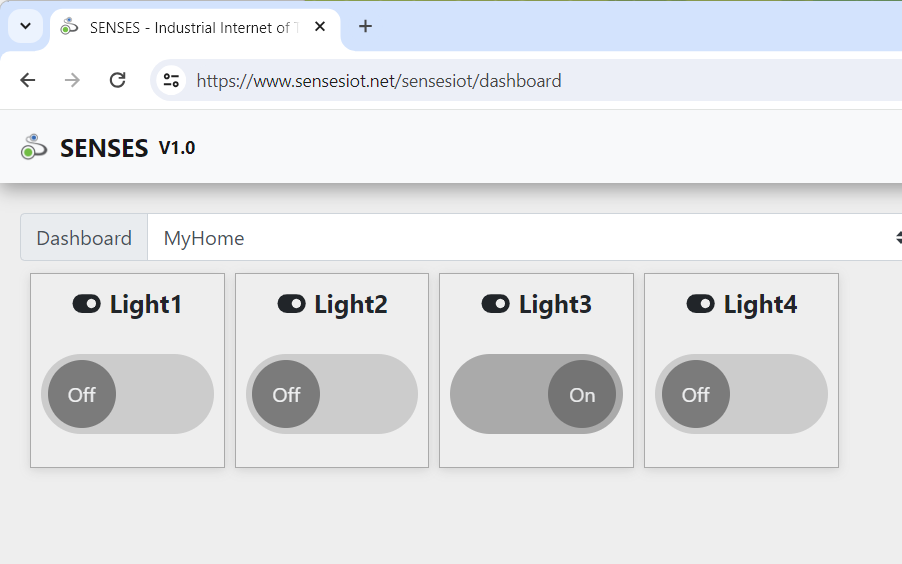 SENSES - Industrial Internet of T
https://www.sensesiot.net/sensesiot/dashboard
SENSES V1.0
Dashboard MyHome
Light1 Light2 Light3 Light4
Off Off On Off